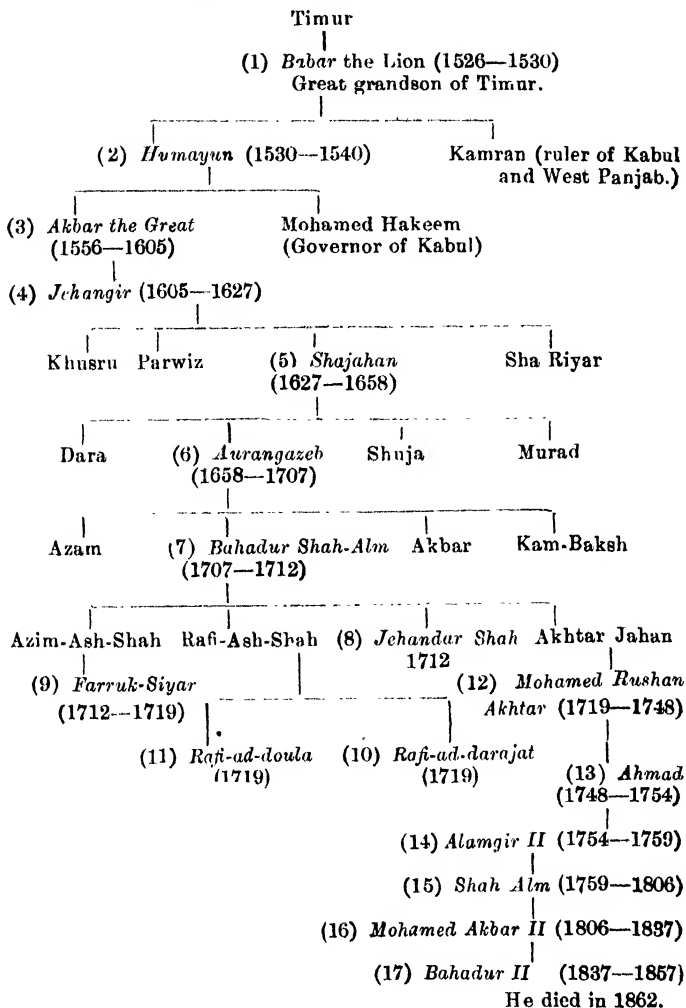 Timur
(1) Babar the Lion (1526—1530)
Great grandson of Timur.
(2) Humayun (1530—1540) Kamran (ruler of Kabul
and West Panjab.)
(3) Akbar the Great Mohamed Hakeem
(1556—1605) (Governor of Kabul)
(4) Jehangir (1605—1627)
Khusru Parwiz (5) Shajahan Sha Riyar
(1627—1658)
Dara (6) Aurangazeb Shuja Murad
(1658—1707)
Azam (7) Bahadur Shah-Alm Akbar Kam-Baksh
(1707—1712)
Azim-Ash-Shah Rafi-Ash-Shah (8) Jehandar Shah Akhtar Jahan
1712
(9) Farruk-Siyar (12) Mohamed Rushan
(1712—1719) Akhtar (1719—1748)
(11) Rafi-ad-doula (10) Rafi-ad-darajat
(1719) (1719)
(13) Ahmad
(1748—1754)
(14) Alamgir II (1754—1759)
(15) Shah Alm (1759—1806)
(16) Mohamed Akbar II (1806—1837)
(17) Bahadur II (1837—1857)
He died in 1862.